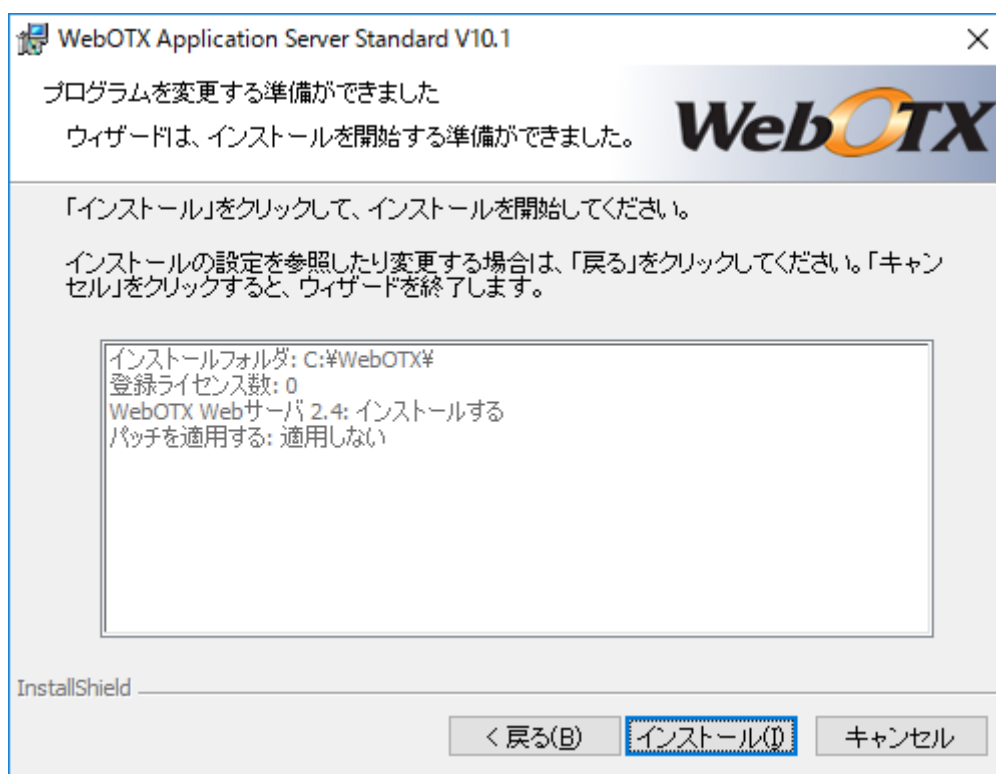 WebOTX Application Server Standard V10.1
プログラムを変更する準備ができました
ウィザードは、インストールを開始する準備ができました。
WebOTX
「インストール」をクリックして、インストールを開始してください。
インストールの設定を参照したり変更する場合は、「戻る」をクリックしてください。「キャン
セル」をクリックすると、ウィザードを終了します。
インストールフォルダ: C:¥WebOTX¥
登録ライセンス数: 0
WebOTX Webサーバ 2.4: インストールする
パッチを適用する: 適用しない
InstallShield
< 戻る(B)
インストール(I)
キャンセル